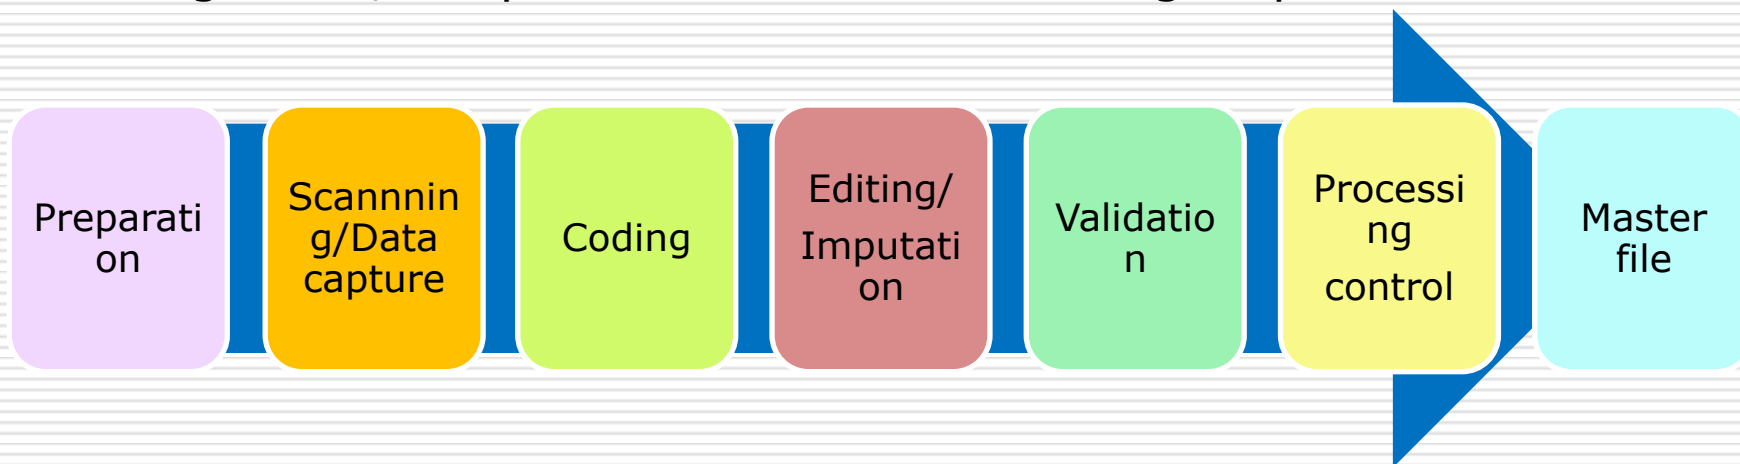 Preparati
on
Scannnin
g/Data
capture
Coding
Editing/
Imputati
on
Validatio
n
Processi
ng
control
Master
file